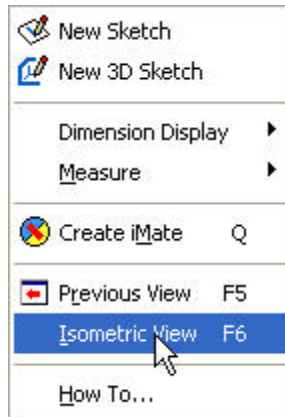 New Sketch
New 3D Sketch
Dimension Display
Measure
Create iMate Q
Previous View F5
Isometric View F6
How To...